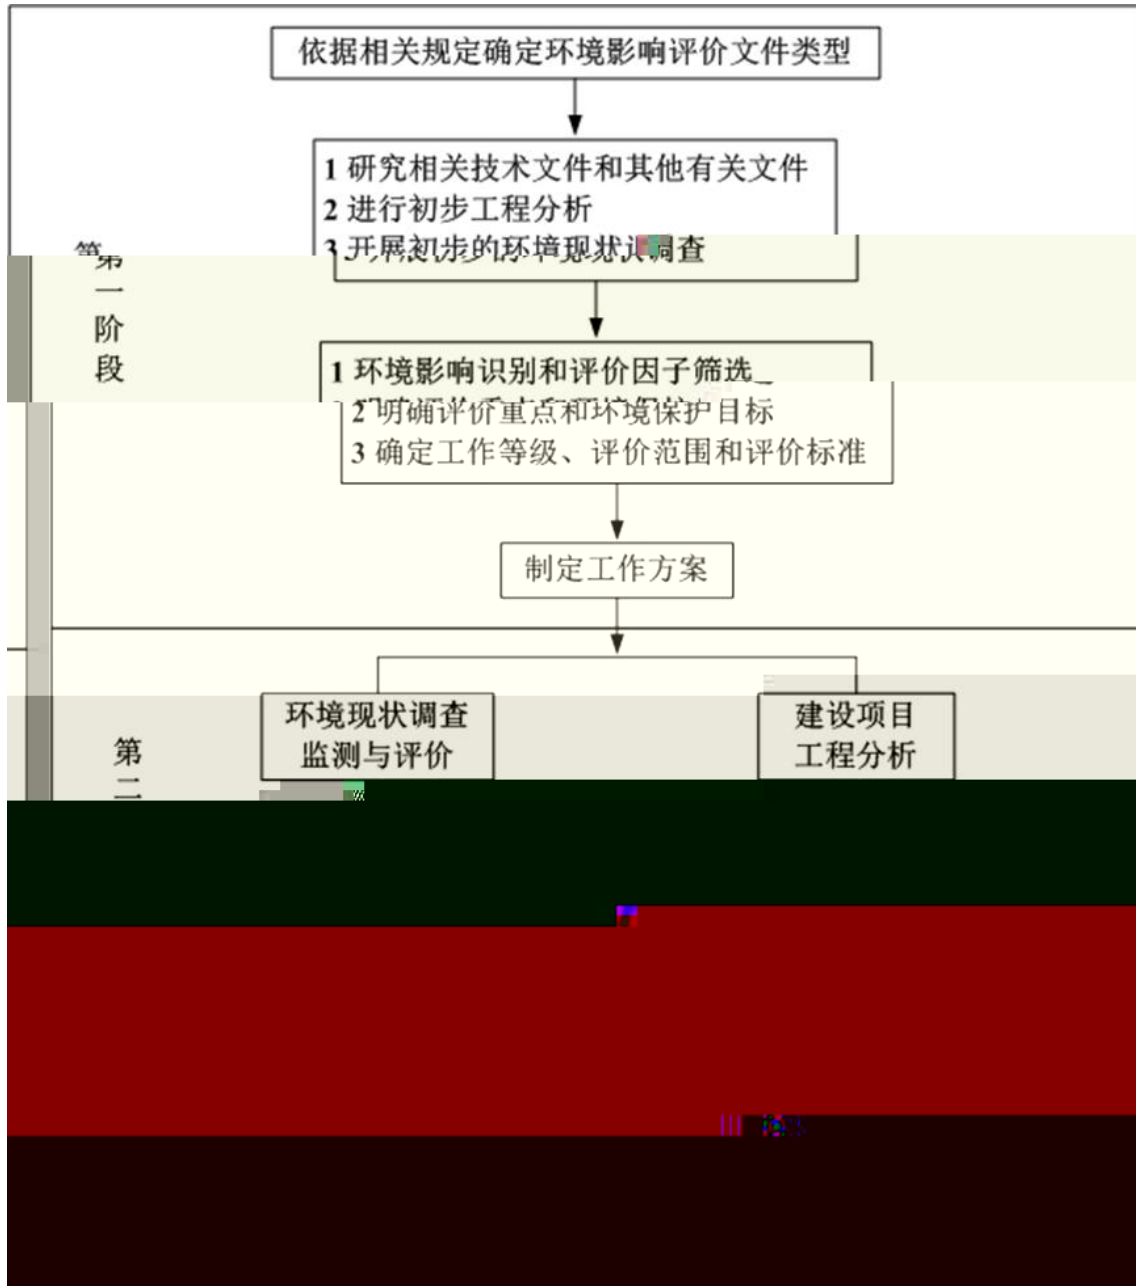 依据相关规定确定环境影响评价文件类型
1 研究相关技术文件和其他有关文件
2 进行初步工程分析
3 开展初步的环境现状调查
第一阶段
1 环境影响识别和评价因子筛选
2 明确评价重点和环境保护目标
3 确定工作等级、评价范围和评价标准
制定工作方案
环境现状调查
监测与评价
建设项目
工程分析
第二